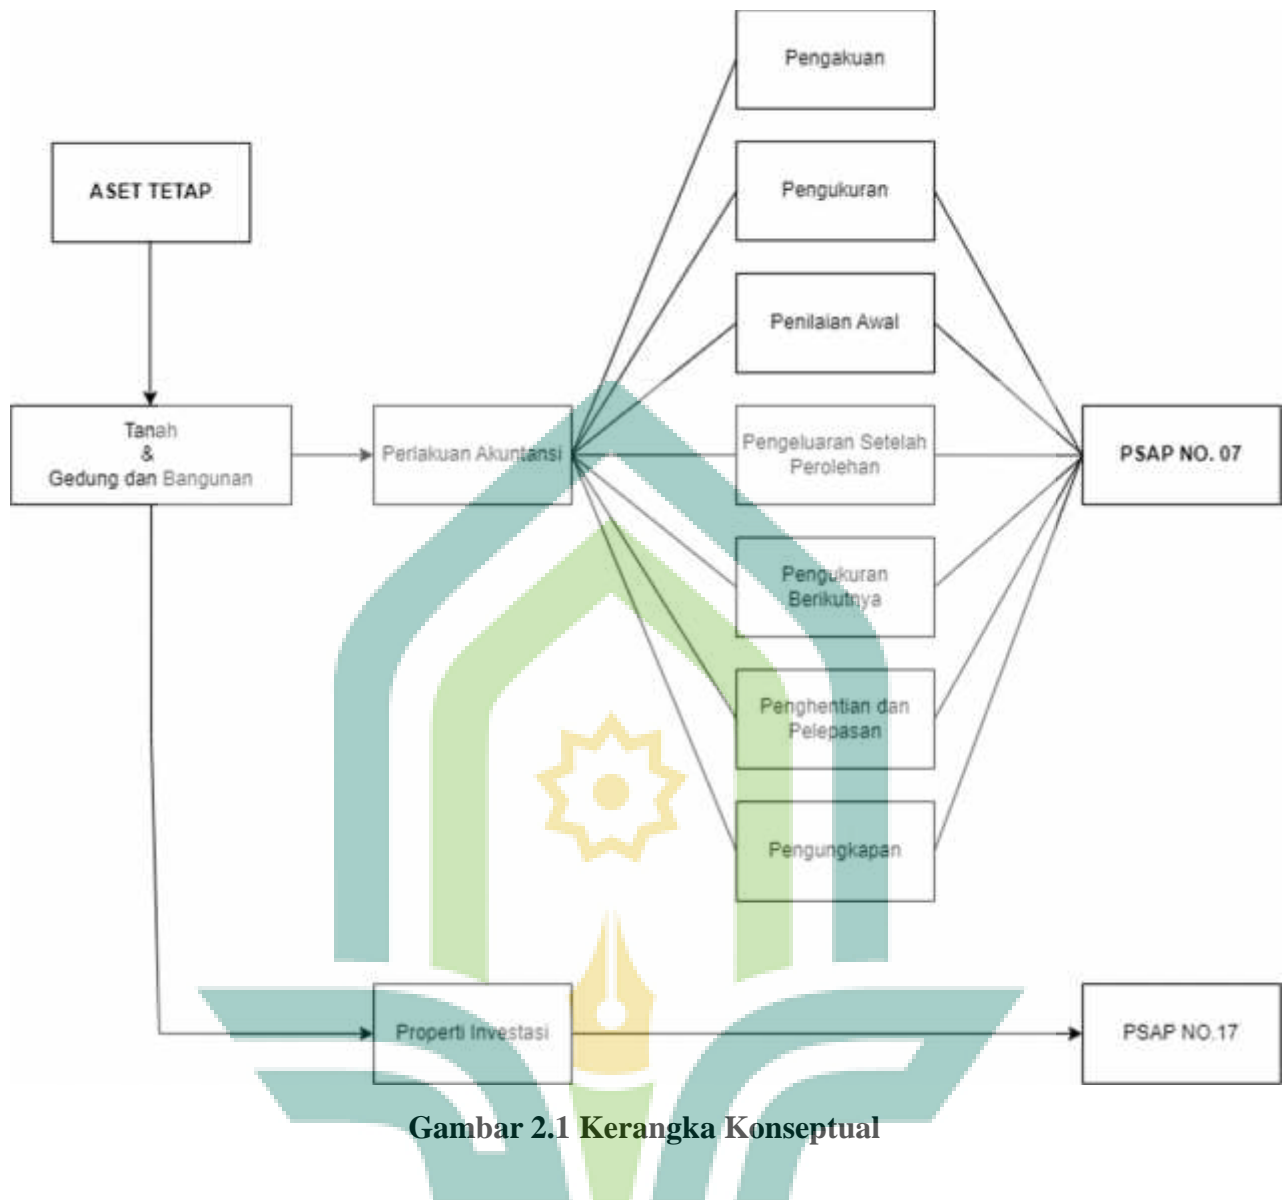 Pengakuan
ASET TETAP
Pengukuran
Penilaian Awal
Tanah
&
Gedung dan Bangunan
Perlakuan Akuntansi
Pengeluaran Setelah
Perolehan
PSAP NO. 07
Pengukuran
Berikutnya
Penghentian dan
Pelepasan
Pengungkapan
Properti Investasi
PSAP NO.17
Gambar 2.1 Kerangka Konseptual